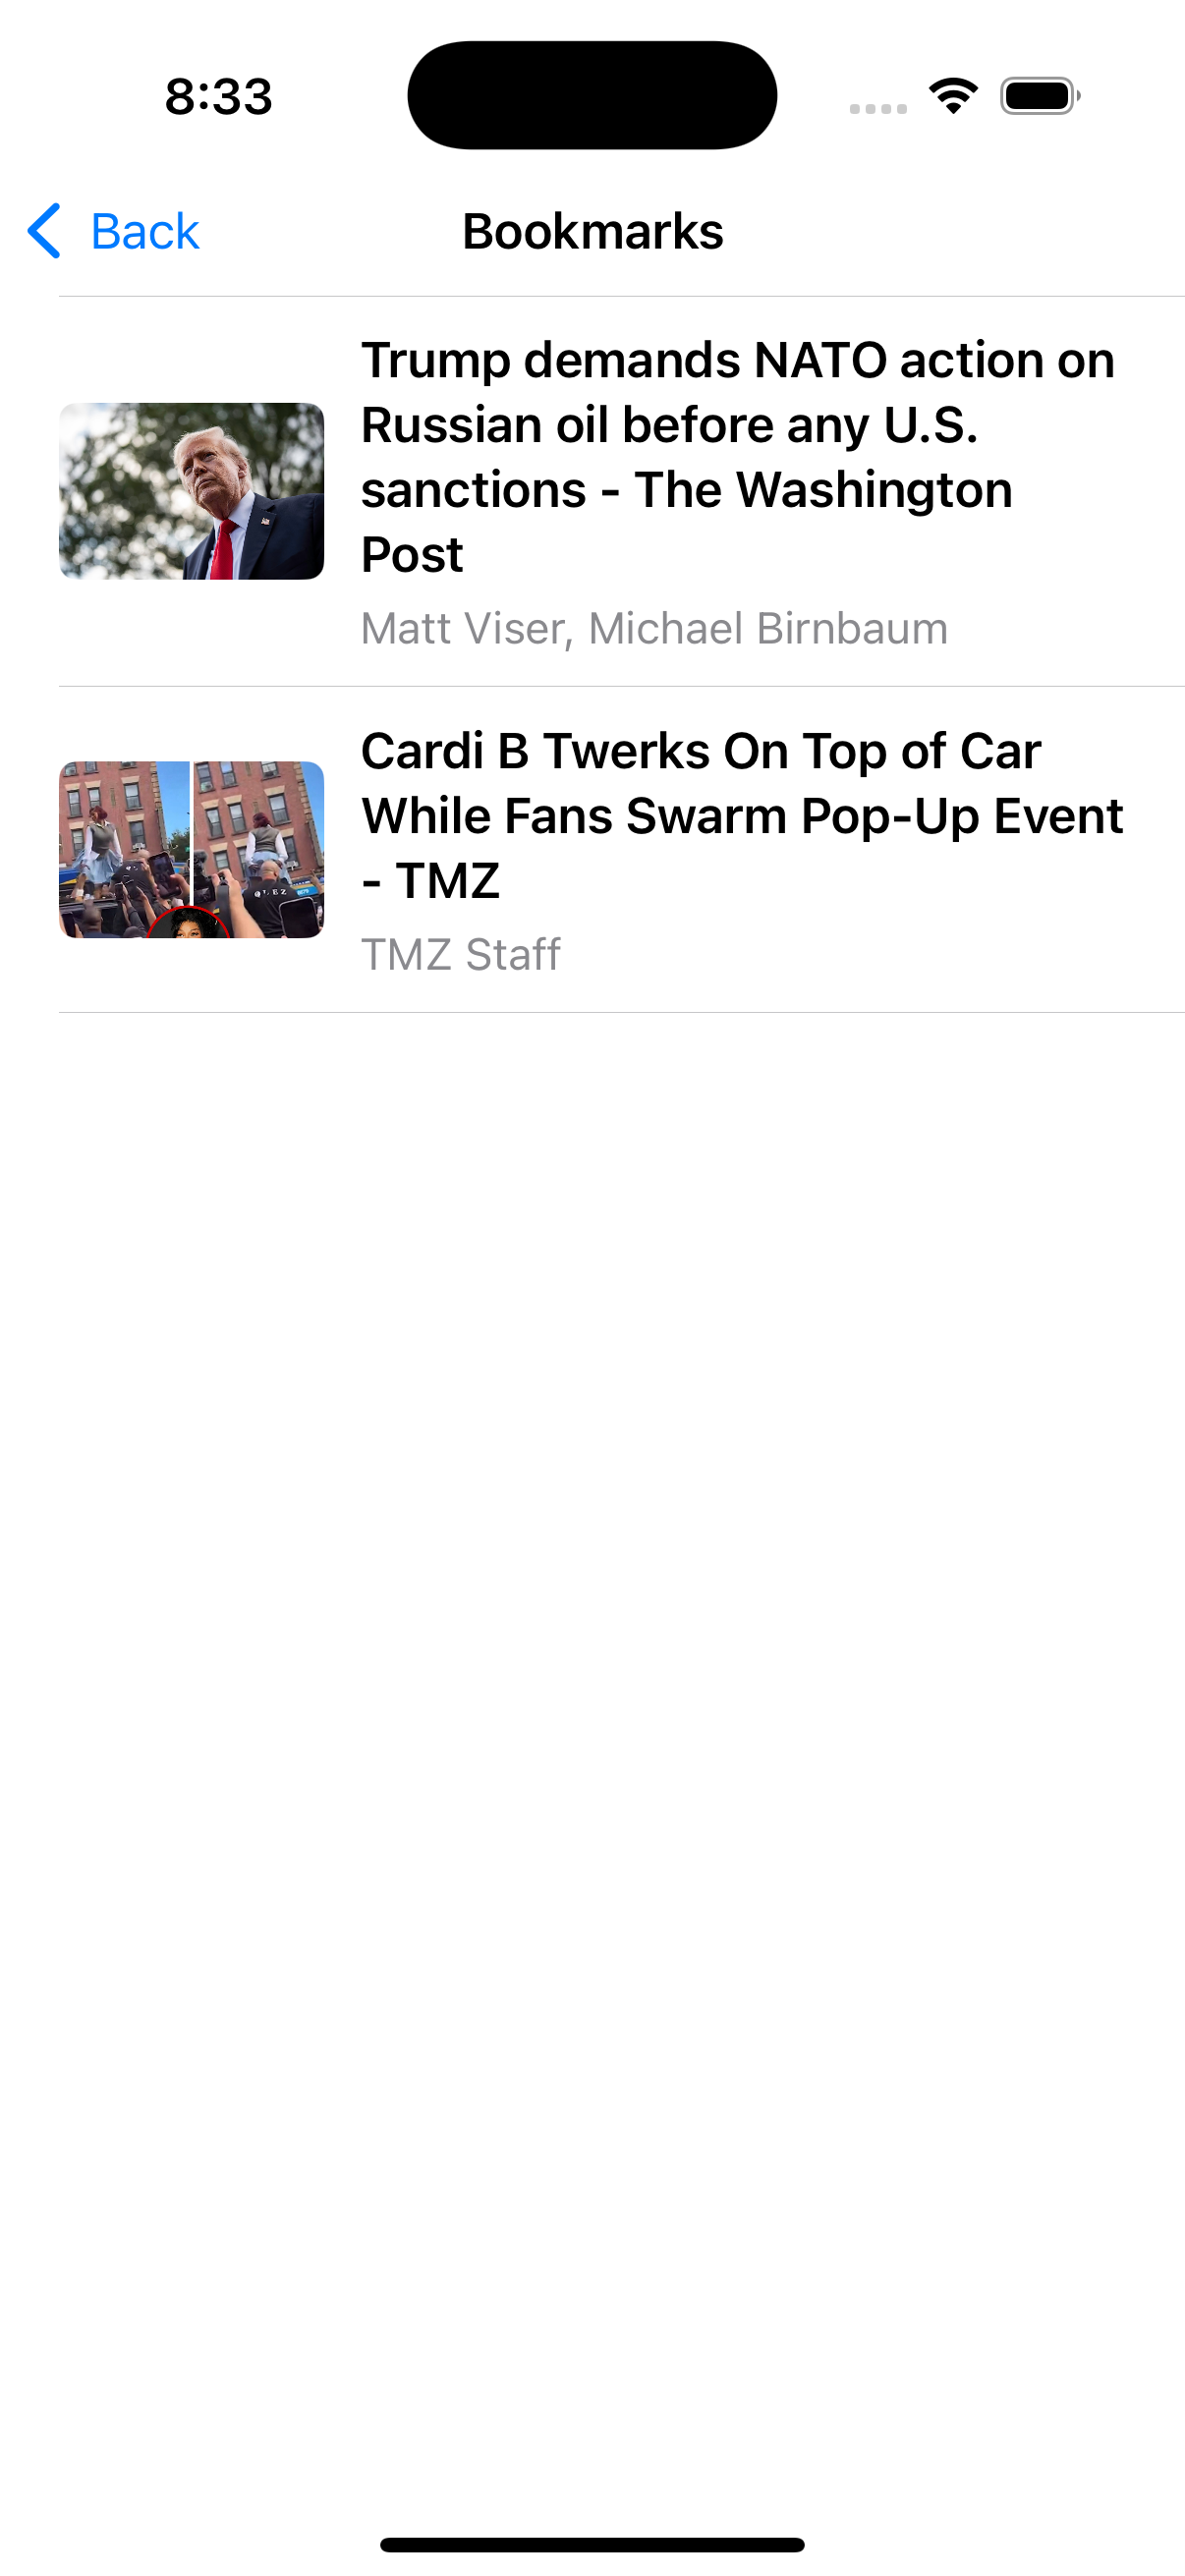 8:33
Back
Bookmarks
Trump demands NATO action on
Russian oil before any U.S.
sanctions - The Washington
Post
Matt Viser, Michael Birnbaum
Cardi B Twerks On Top of Car
While Fans Swarm Pop-Up Event
- TMZ
TMZ Staff